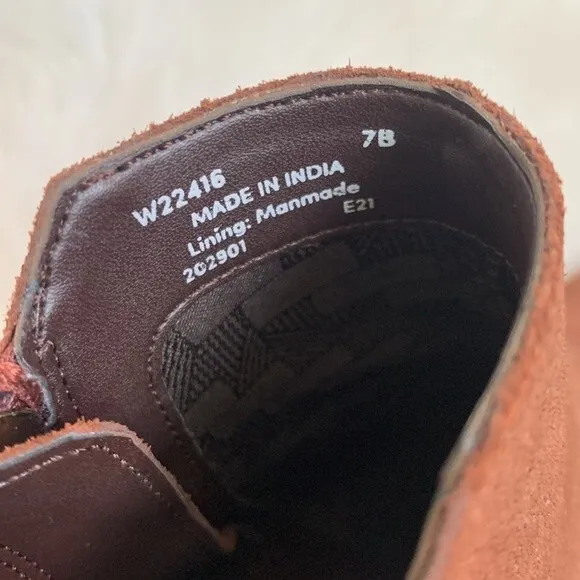 W22416 7B
MADE IN INDIA
Lining: Manmade
202901 E21